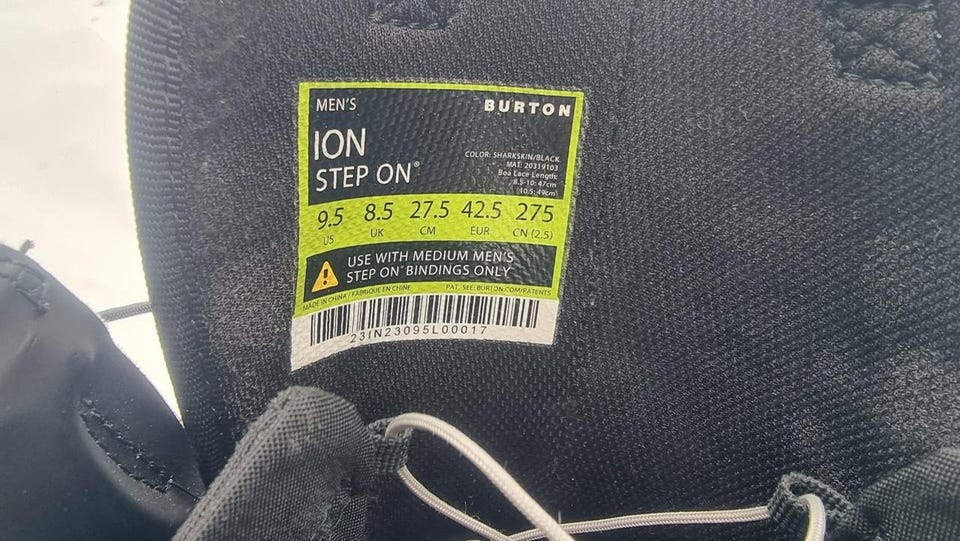 MEN'S BURTON
ION
STEP ON®
COLOR: SHARKSKIN/BLACK
MAT: 20319103
Boa Lace Length:
8.5-10: 47cm
10.5: 49cm
9.5 8.5 27.5 42.5 275
US UK CM EUR CN (2.5)
USE WITH MEDIUM MEN'S
STEP ON® BINDINGS ONLY
MADE IN CHINA / FABRIQUÉ EN CHINE PAT. SEE: BURTON.COM/PATENTS
23IN23095L00017